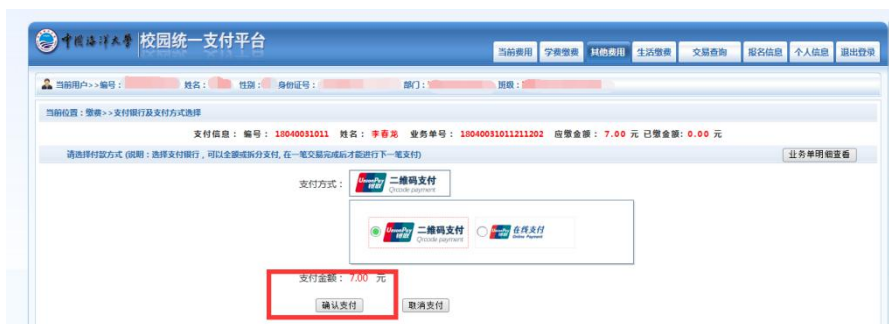 中国海洋大学 校园统一支付平台
当前费用 学费缴费 其他费用 生活缴费 交易查询 报名信息 个人信息 退出登录
当前用户>>编号： 姓名： 性别： 身份证号： 部门： 班级：
当前位置：缴费>>支付银行及支付方式选择
支付信息： 编号： 18040031011 姓名： 李春龙 业务单号： 18040031011211202 应缴金额： 7.00 元 已缴金额： 0.00 元
请选择付款方式 (说明：选择支付银行，可以全额或拆分支付, 在一笔交易完成后才能进行下一笔支付) 业务单明细查看
支付方式： UnionPay 银联 二维码支付 Qrcode payment
UnionPay 银联 二维码支付 Qrcode payment UnionPay 银联 在线支付 Online Payment
支付金额： 7.00 元
确认支付 取消支付